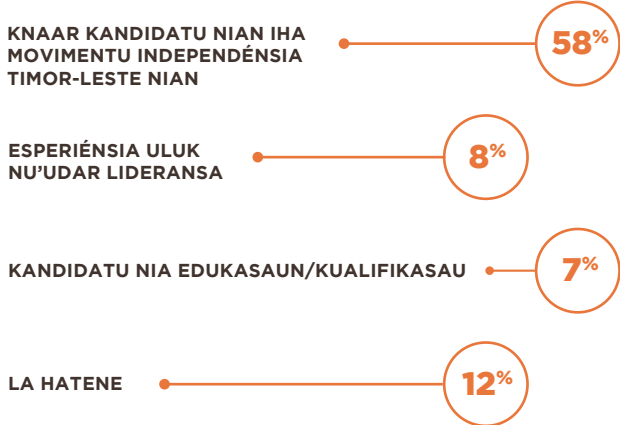 KNAAR KANDIDATU NIAN IHA
MOVIMENTU INDEPENDÉNSIA
TIMOR-LESTE NIAN
58%
ESPERIÉNSIA ULUK
NU'UDAR LIDERANSA
8%
KANDIDATU NIA EDUKASAUN/KUALIFIKASAU
7%
LA HATENE
12%